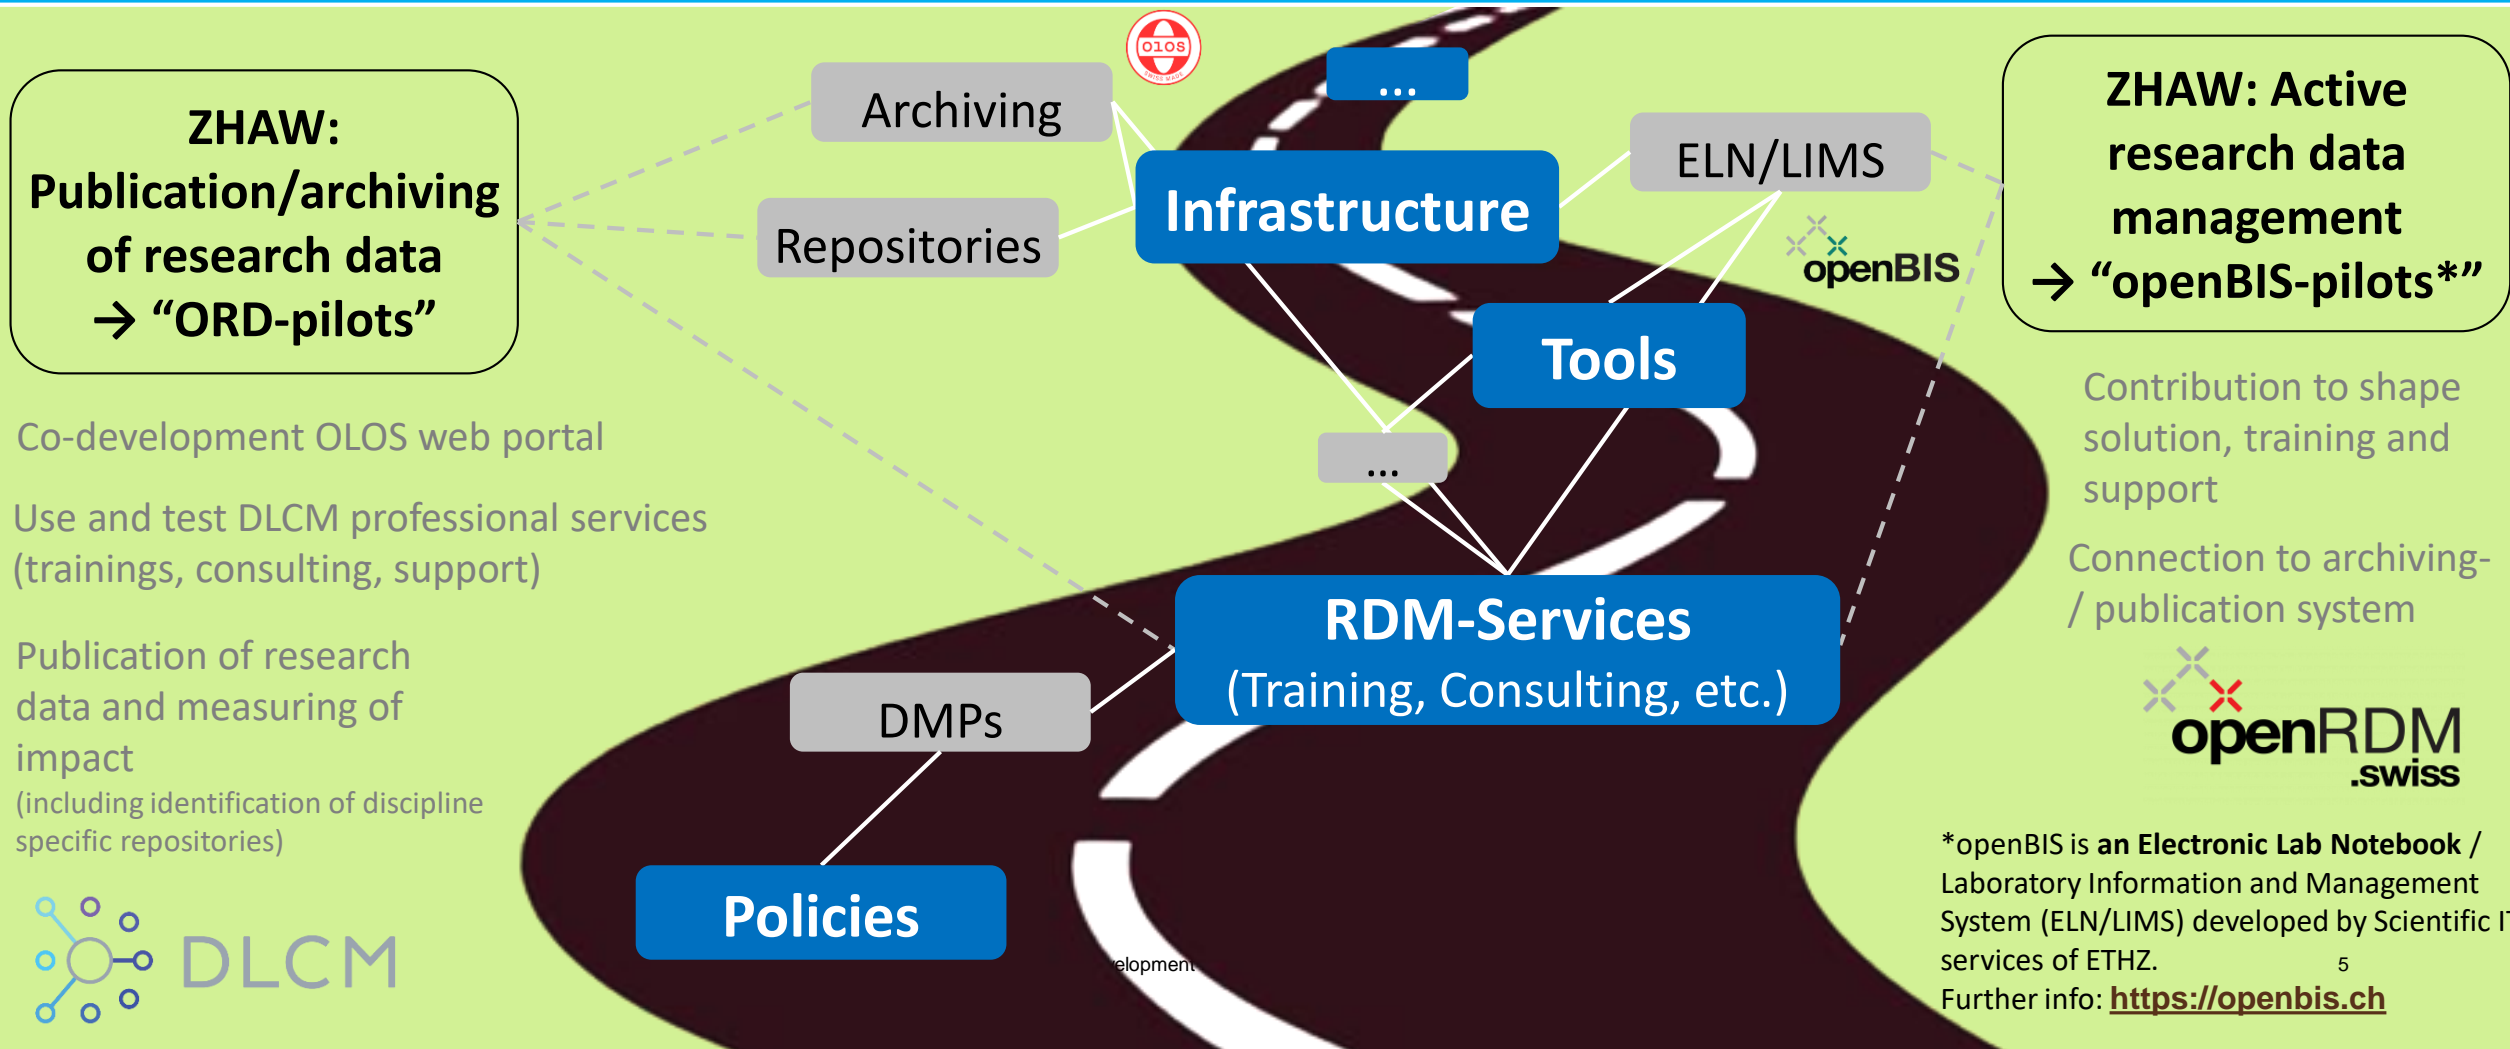 ZHAW:
Publication/archiving
of research data
→ “ORD-pilots”
Co-development OLOS web portal
Use and test DLCM professional services
(trainings, consulting, support)
Publication of research
data and measuring of
impact
(including identification of discipline
specific repositories)
DLCM
OLOS
SWISS MADE
...
Archiving
Repositories
Infrastructure
ELN/LIMS
openBIS
Tools
...
RDM-Services
(Training, Consulting, etc.)
DMPs
Policies
elopment
ZHAW: Active
research data
management
→ “openBIS-pilots*”
Contribution to shape
solution, training and
support
Connection to archiving-
/ publication system
openRDM
.swiss
*openBIS is an Electronic Lab Notebook /
Laboratory Information and Management
System (ELN/LIMS) developed by Scientific IT
services of ETHZ.
5
Further info: https://openbis.ch